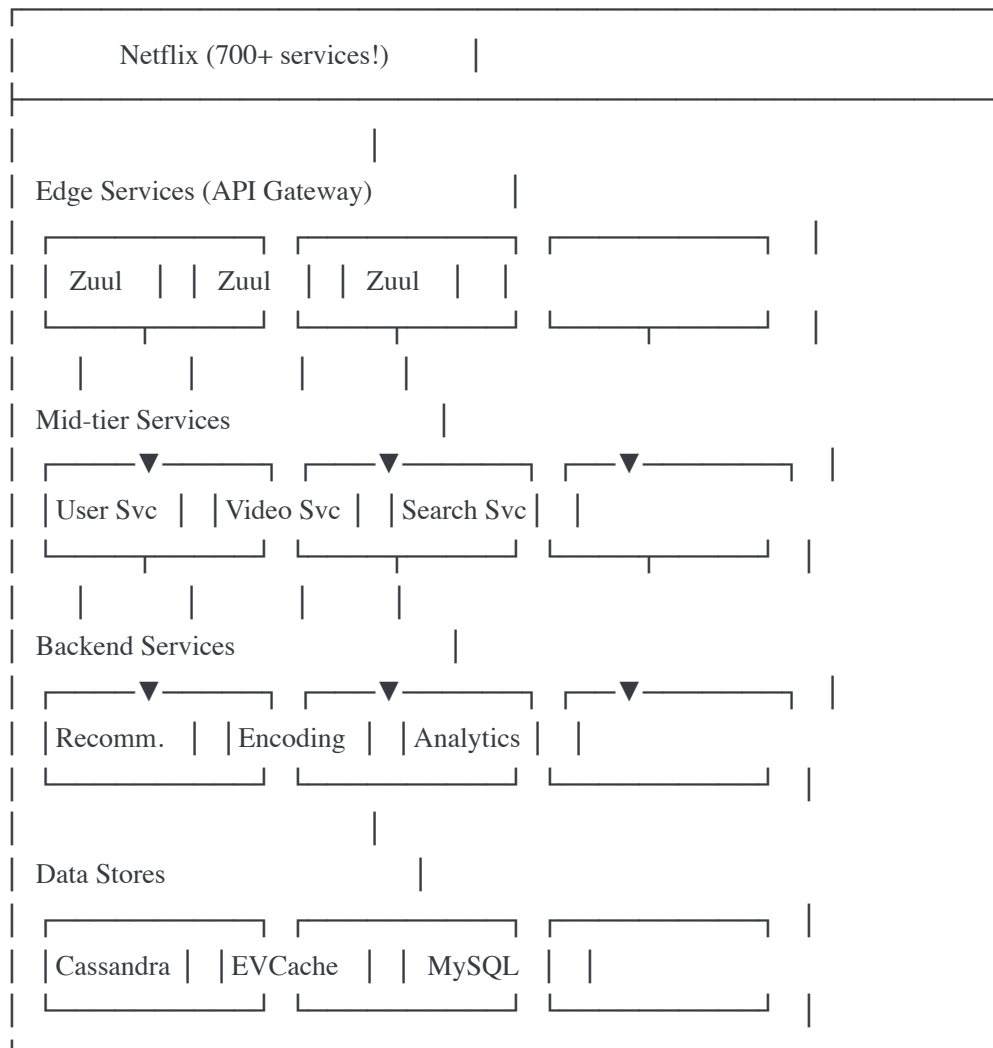 Netflix (700+ services!)
Edge Services (API Gateway)
Zuul Zuul Zuul
Mid-tier Services
User Svc Video Svc Search Svc
Backend Services
Recomm. Encoding Analytics
Data Stores
Cassandra EVCache MySQL